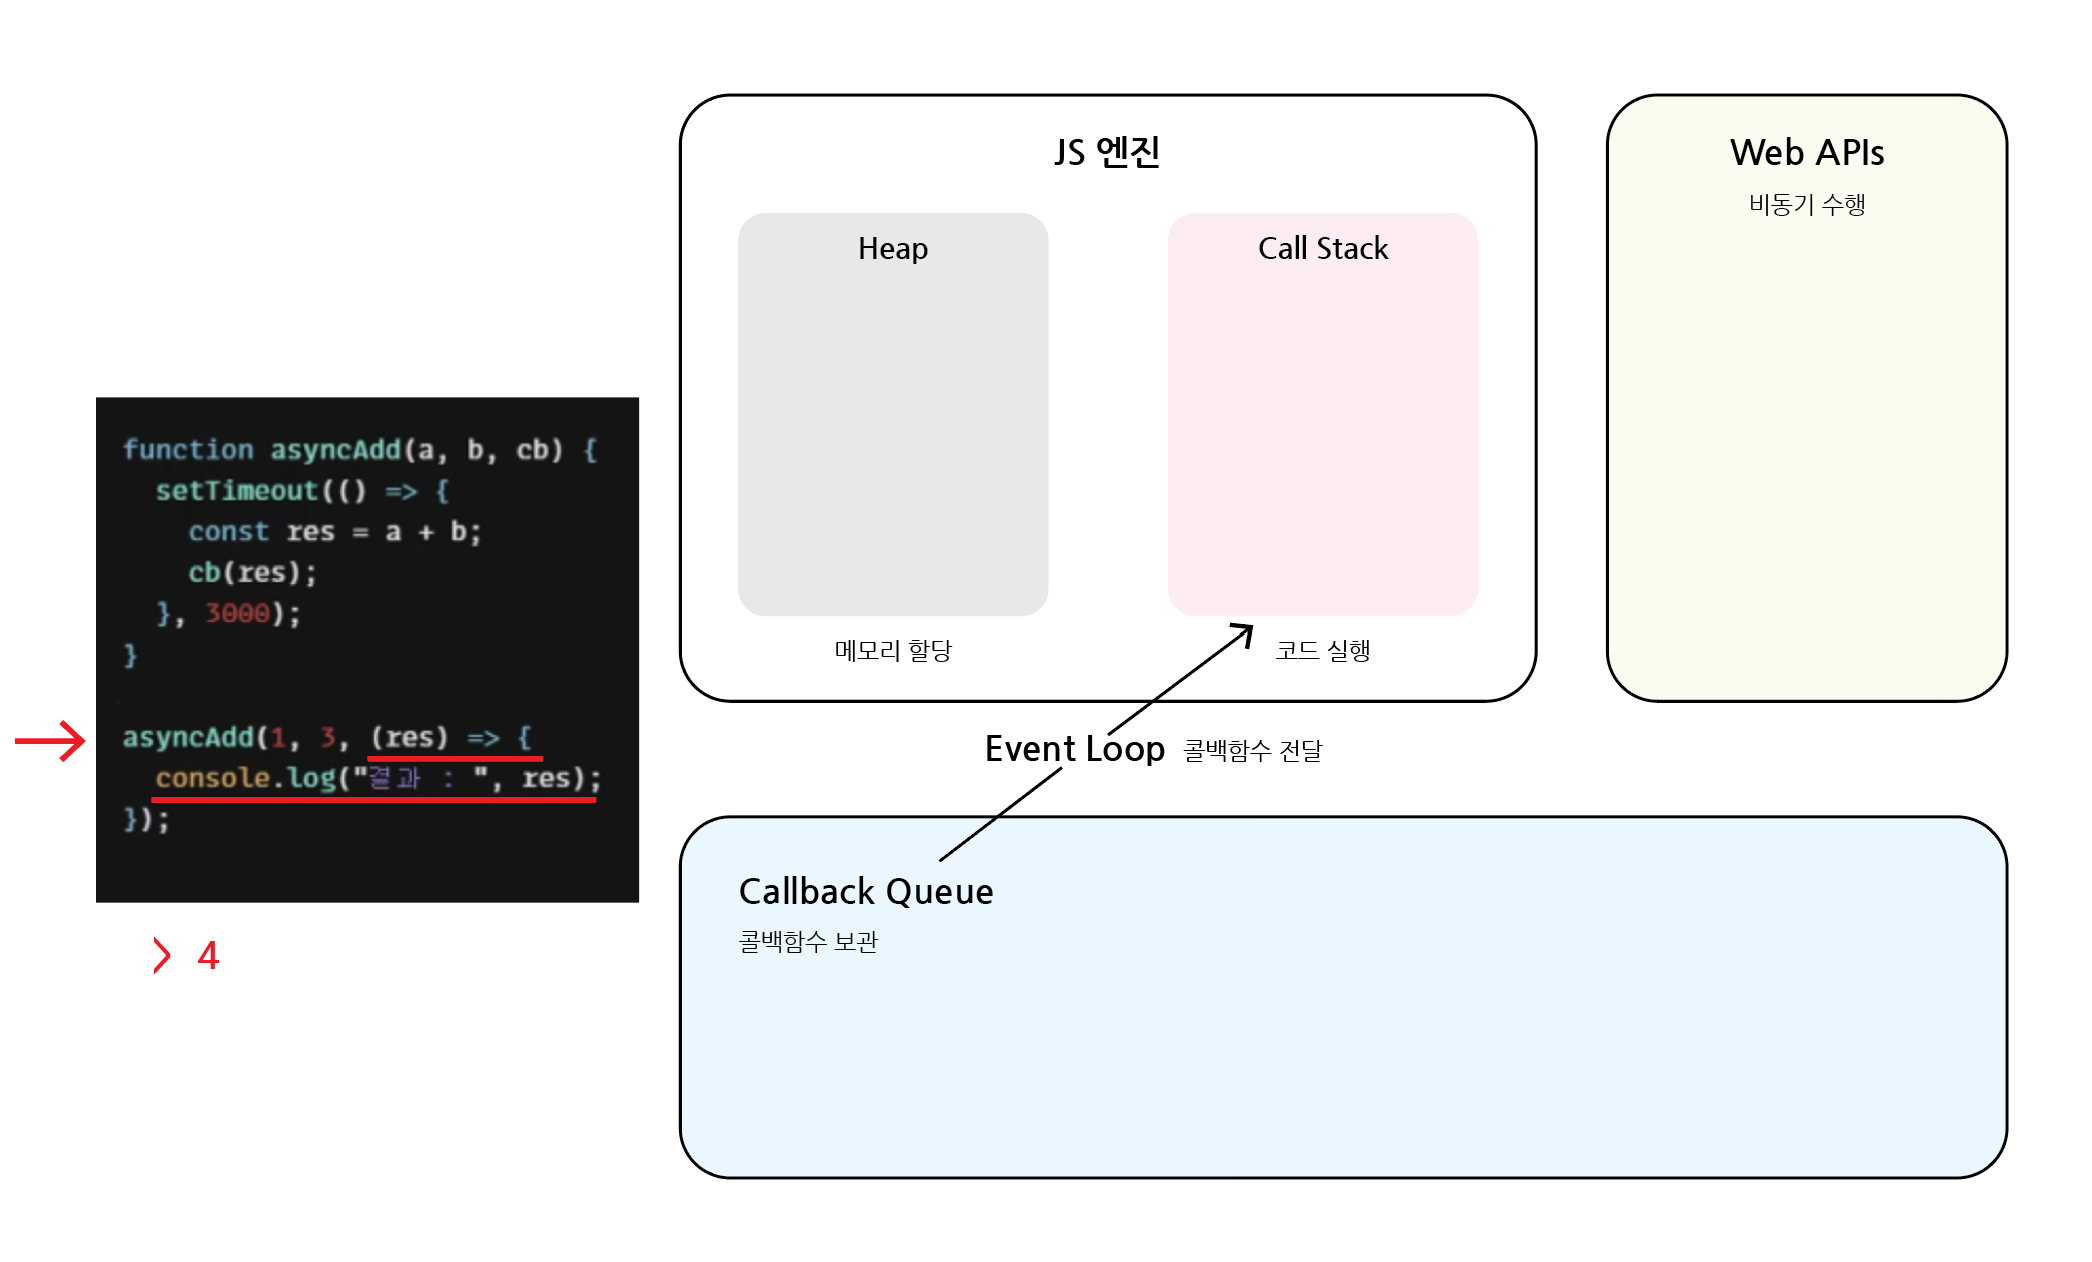 JS 엔진
Heap
Call Stack
메모리 할당
코드 실행
Web APIs
비동기 수행
function asyncAdd(a, b, cb) {
setTimeout(() => {
const res = a + b;
cb(res);
}, 3000);
}
asyncAdd(1, 3, (res) => {
console.log("결과 : ", res);
});
> 4
Event Loop 콜백함수 전달
Callback Queue
콜백함수 보관